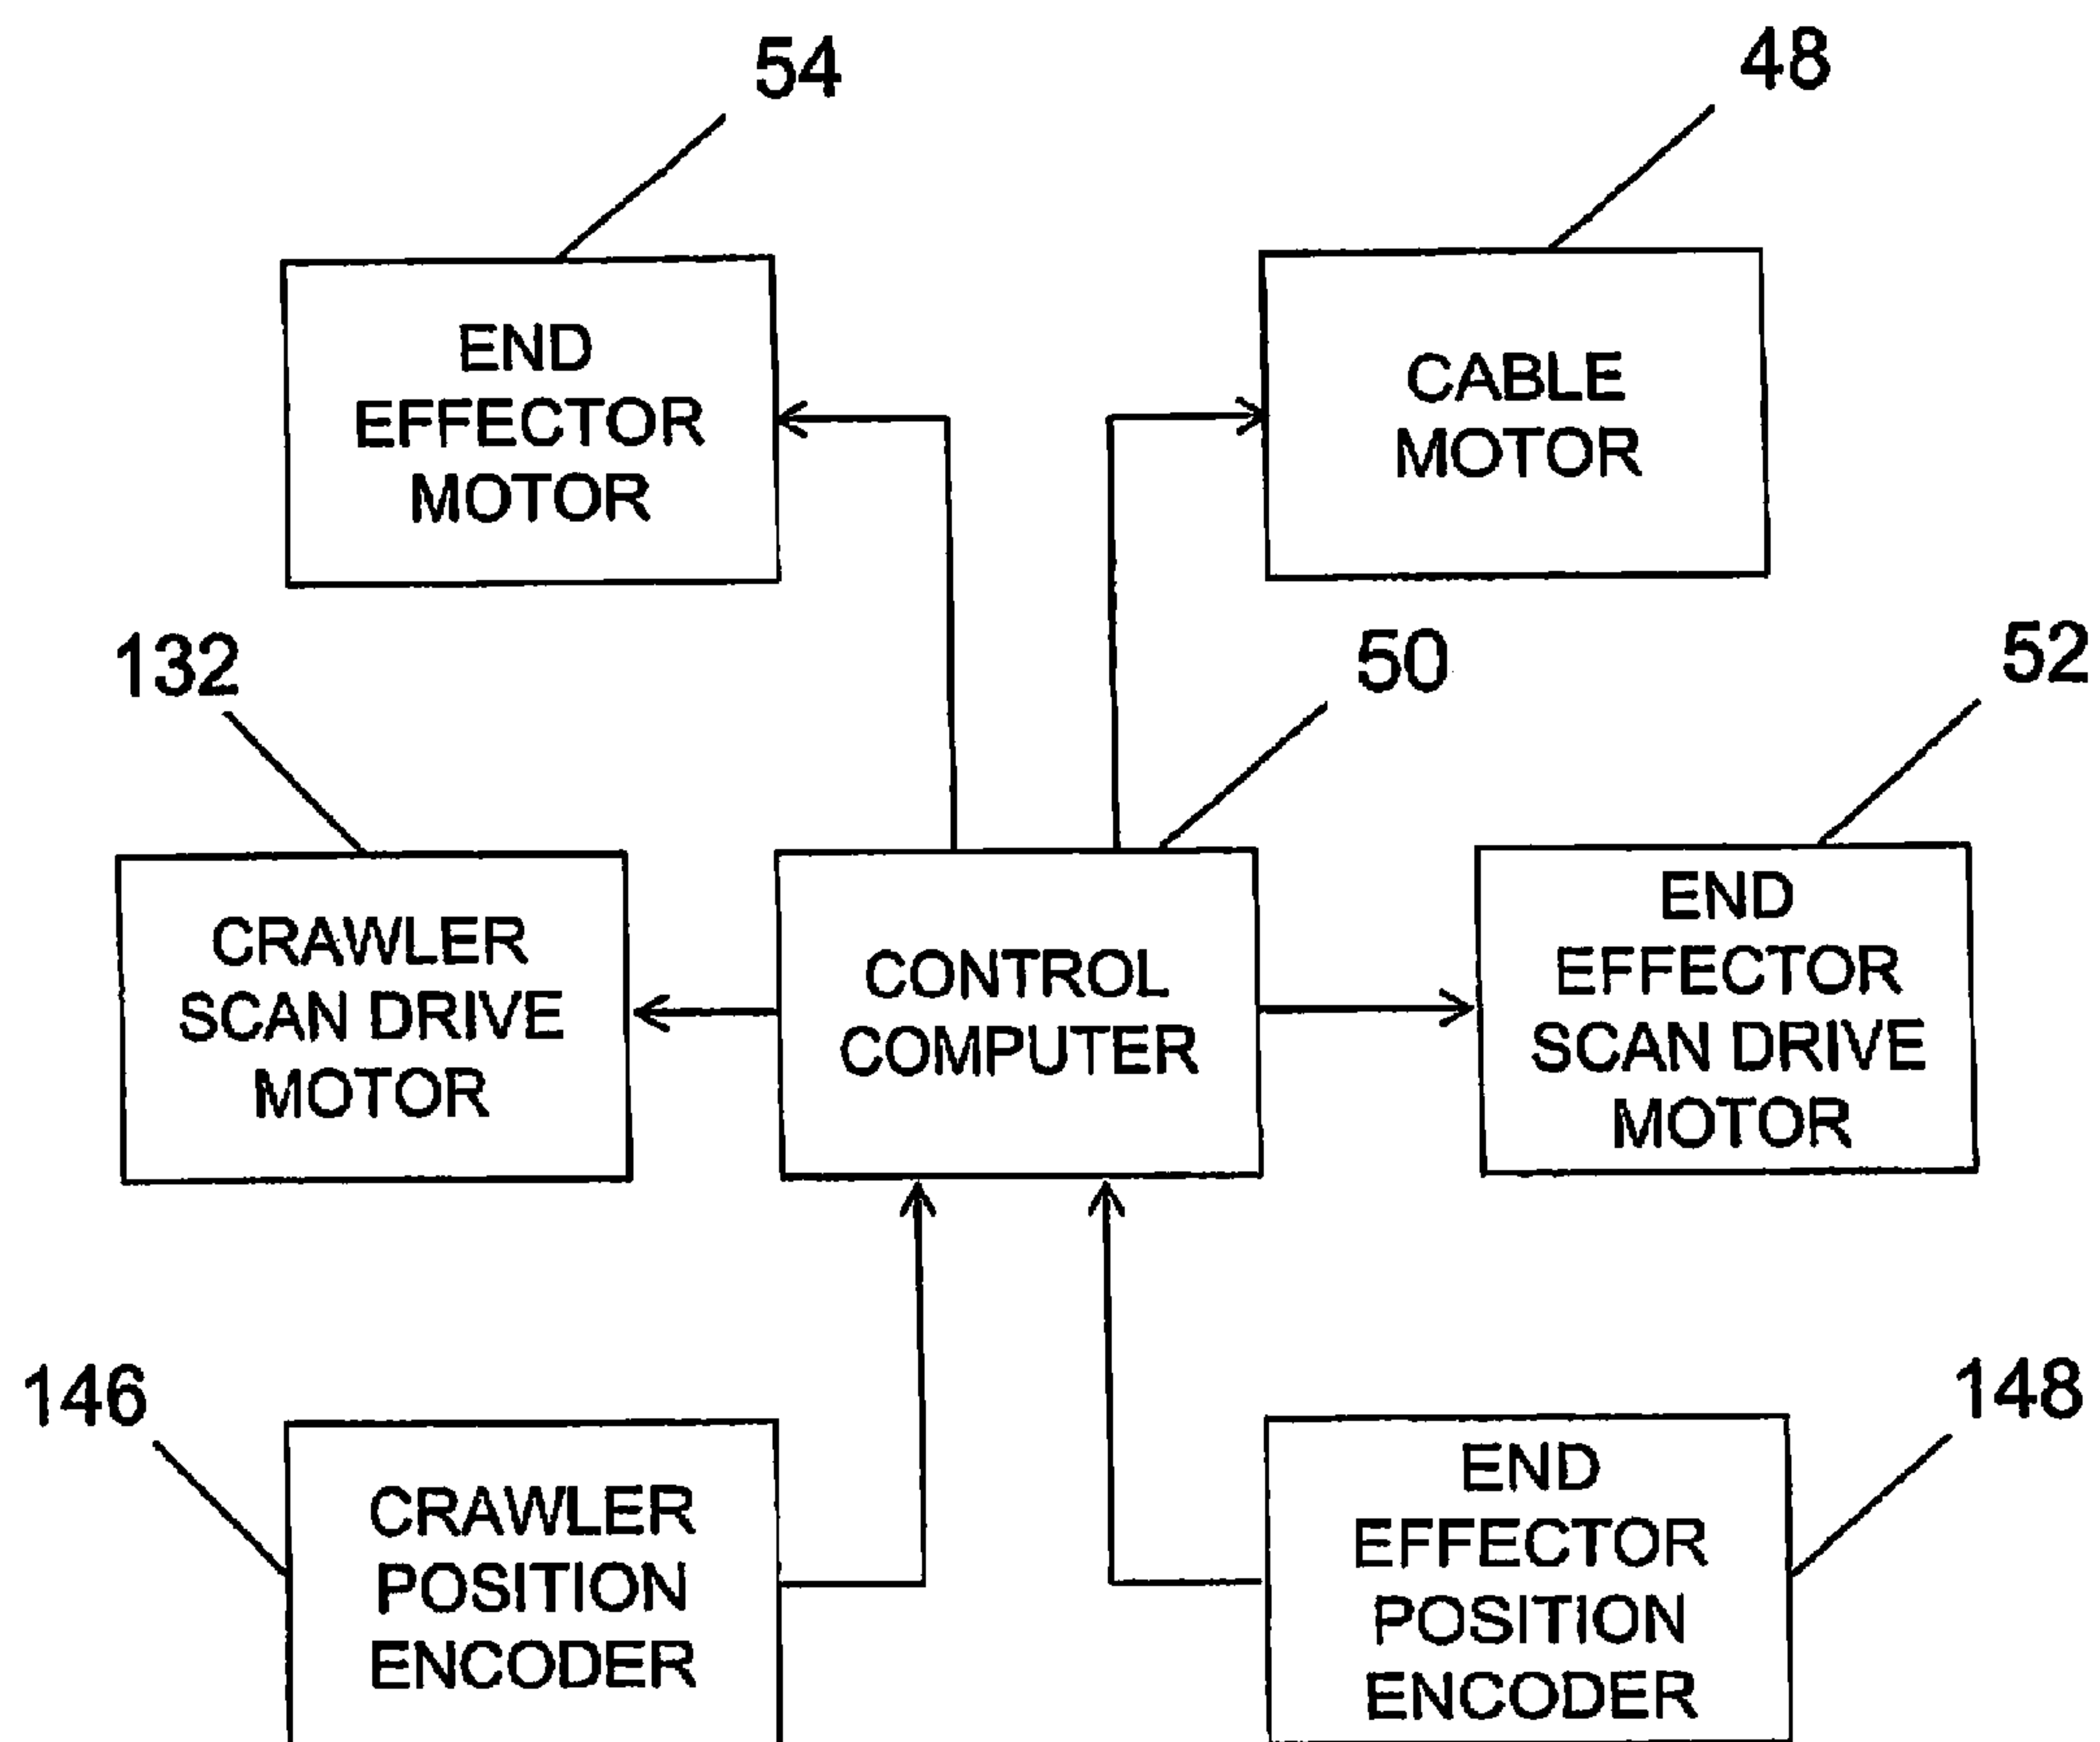 54
48
END
EFFECTOR
MOTOR
CABLE
MOTOR
132
50
52
CRAWLER
SCAN DRIVE
MOTOR
CONTROL
COMPUTER
END
EFFECTOR
SCAN DRIVE
MOTOR
146
148
CRAWLER
POSITION
ENCODER
END
EFFECTOR
POSITION
ENCODER